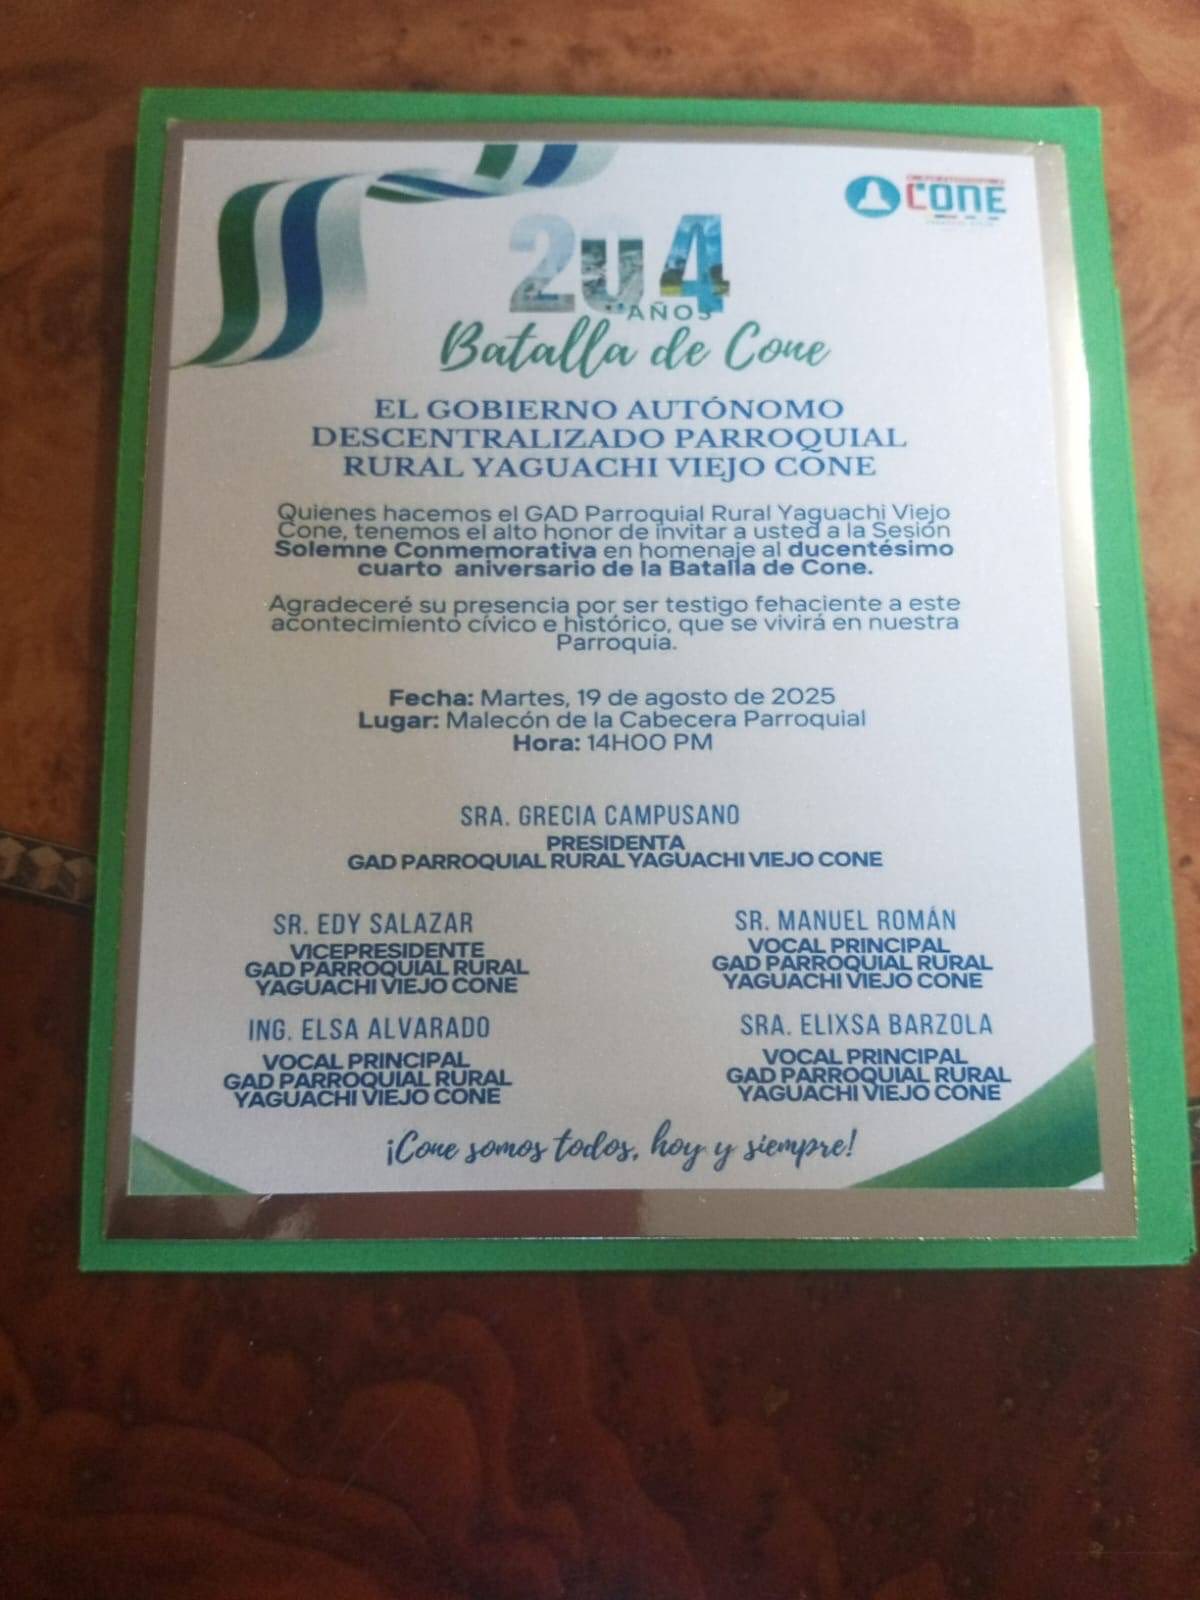 CONE
204
AÑOS
Batalla de Cone
EL GOBIERNO AUTÓNOMO
DESCENTRALIZADO PARROQUIAL
RURAL YAGUACHI VIEJO CONE
Quienes hacemos el GAD Parroquial Rural Yaguachi Viejo
Cone, tenemos el alto honor de invitar a usted a la Sesión
Solemne Conmemorativa en homenaje al ducentésimo
cuarto aniversario de la Batalla de Cone.
Agradeceré su presencia por ser testigo fehaciente a este
acontecimiento cívico e histórico, que se vivirá en nuestra
Parroquia.
Fecha: Martes, 19 de agosto de 2025
Lugar: Malecón de la Cabecera Parroquial
Hora: 14H00 PM
SRA. GRECIA CAMPUSANO
PRESIDENTA
GAD PARROQUIAL RURAL YAGUACHI VIEJO CONE
SR. EDY SALAZAR
VICEPRESIDENTE
GAD PARROQUIAL RURAL
YAGUACHI VIEJO CONE
SR. MANUEL ROMÁN
VOCAL PRINCIPAL
GAD PARROQUIAL RURAL
YAGUACHI VIEJO CONE
ING. ELSA ALVARADO
VOCAL PRINCIPAL
GAD PARROQUIAL RURAL
YAGUACHI VIEJO CONE
SRA. ELIXSA BARZOLA
VOCAL PRINCIPAL
GAD PARROQUIAL RURAL
YAGUACHI VIEJO CONE
¡Cone somos todos, hoy y siempre!